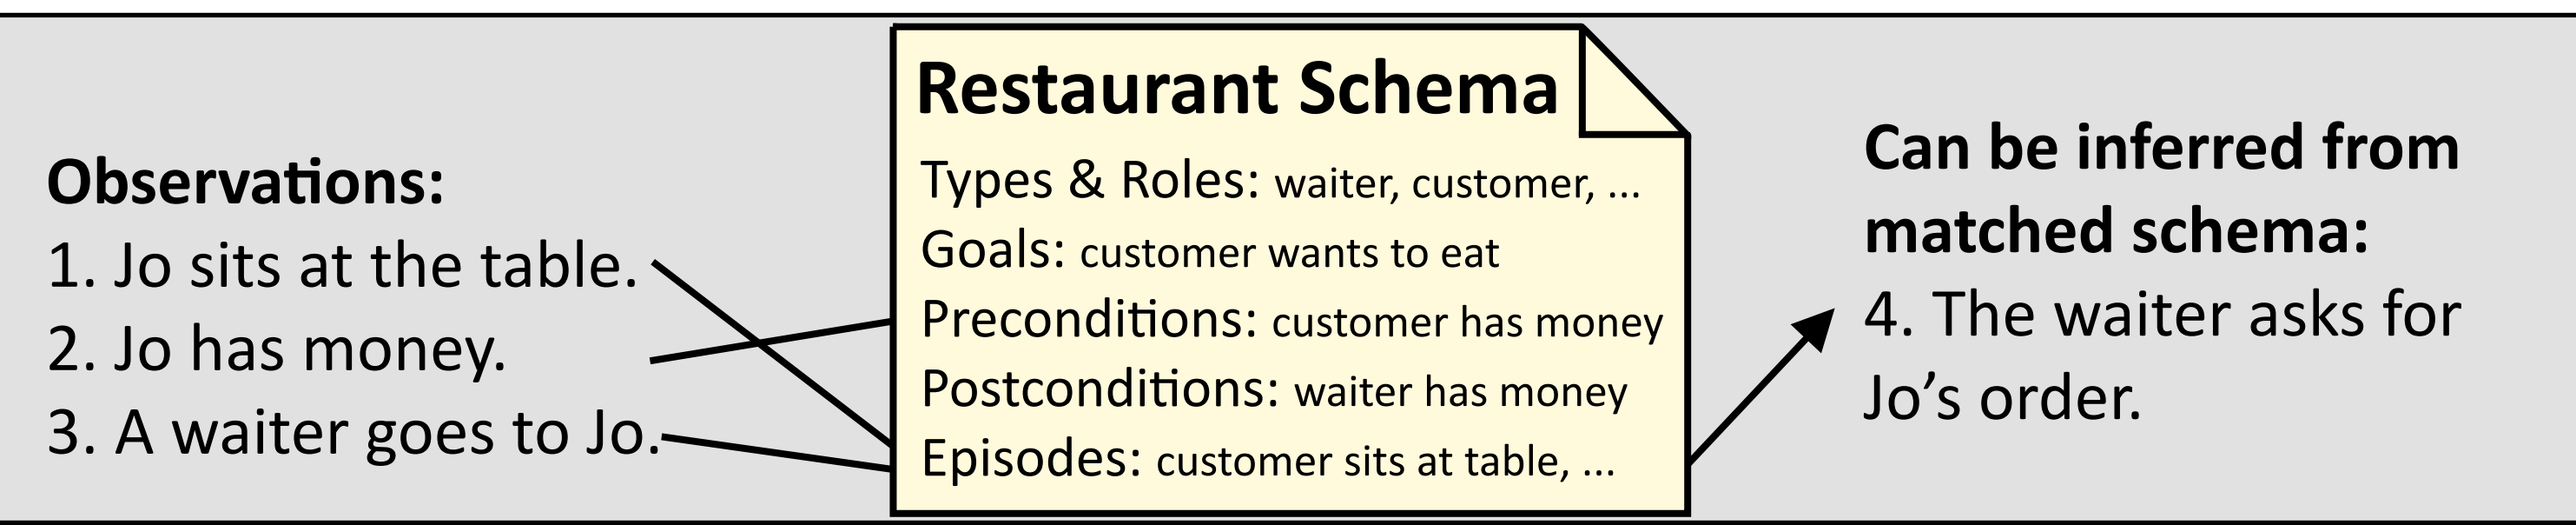 Observations:
1. Jo sits at the table.
2. Jo has money.
3. A waiter goes to Jo.
Restaurant Schema
Types & Roles: waiter, customer, ...
Goals: customer wants to eat
Preconditions: customer has money
Postconditions: waiter has money
Episodes: customer sits at table, ...
Can be inferred from
matched schema:
4. The waiter asks for
Jo’s order.